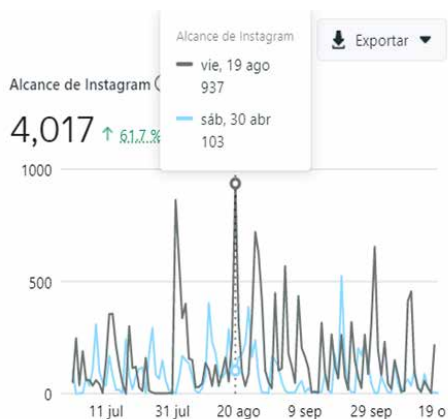 Alcance de Instagram
Exportar
vie, 19 ago
937
sáb, 30 abr
103
Alcance de Instagram
4,017 ↑ 61.7 %
1000
500
0
11 jul 31 jul 20 ago 9 sep 29 sep 19 o